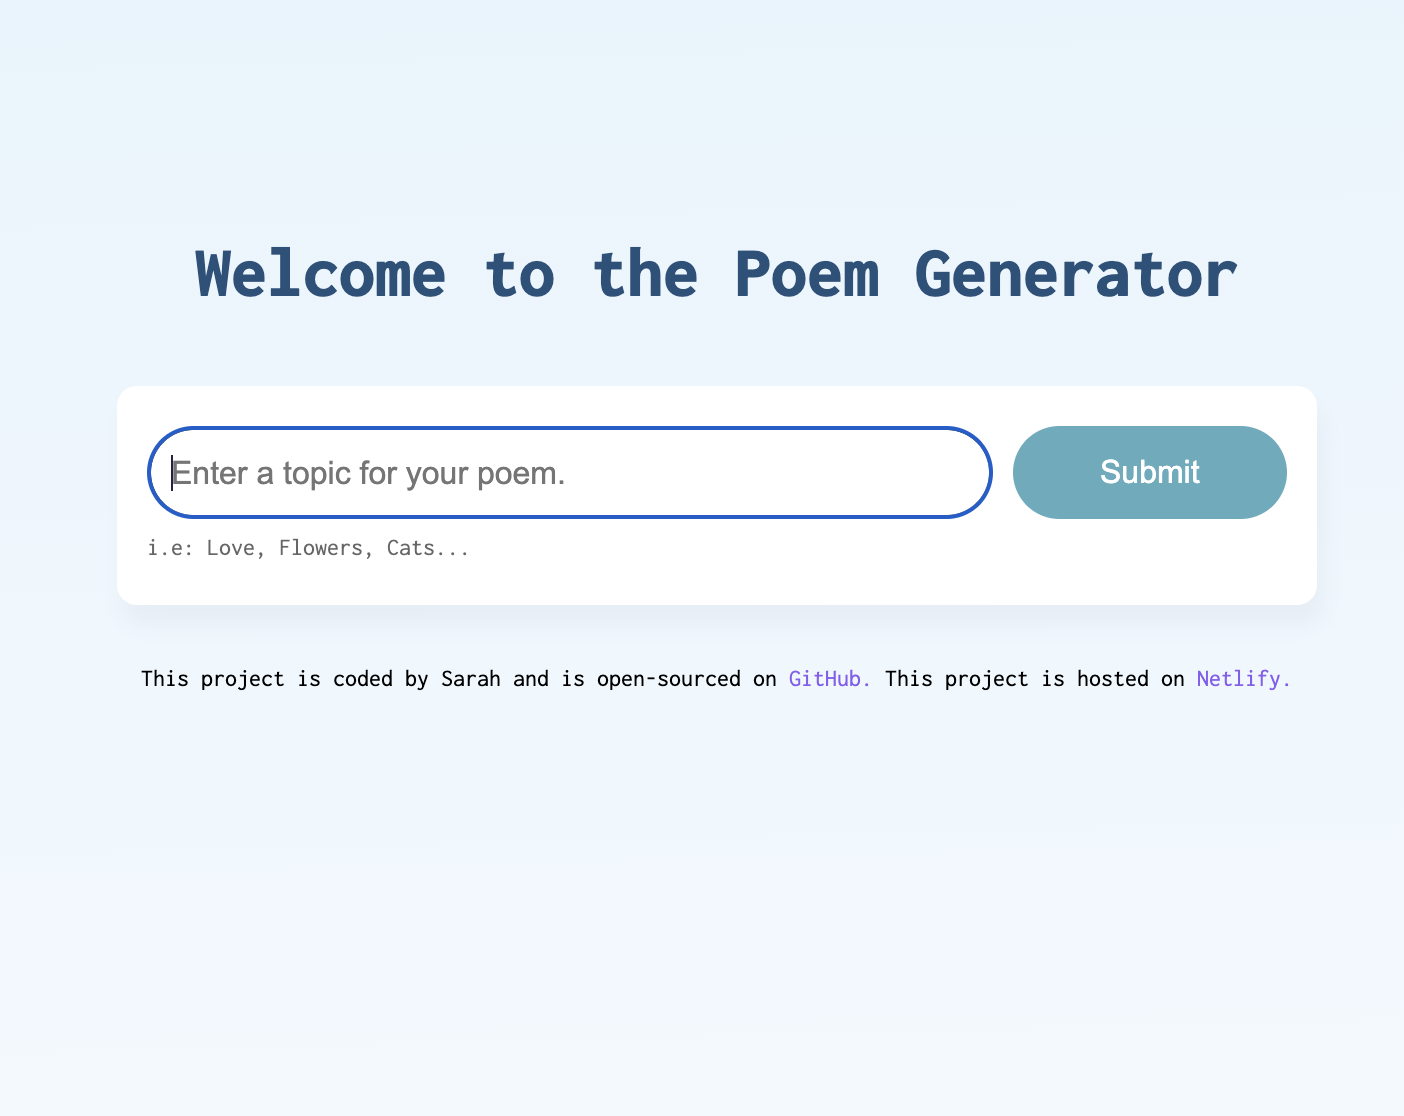 Welcome to the Poem Generator
Enter a topic for your poem.
Submit
i.e: Love, Flowers, Cats...
This project is coded by Sarah and is open-sourced on GitHub. This project is hosted on Netlify.